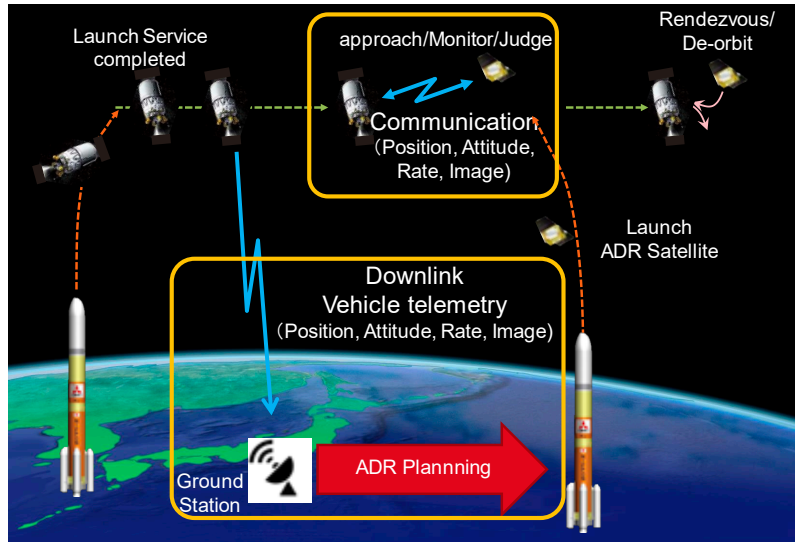 Launch Service
completed
approach/Monitor/Judge
Rendezvous/
De-orbit
Communication
(Position, Attitude,
Rate, Image)
Launch
ADR Satellite
Downlink
Vehicle telemetry
(Position, Attitude, Rate, Image)
Ground
Station
ADR Plannning